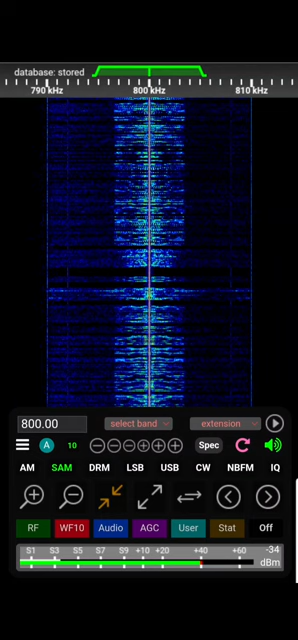 database: stored
790 kHz 800 kHz 810 kHz
800.00 select band extension
A 10 Spec
AM SAM DRM LSB USB CW NBFM IQ
RF WF10 Audio AGC User Stat Off
S1 S3 S5 S7 S9 +10 +20 +40 +60 -34
dBm